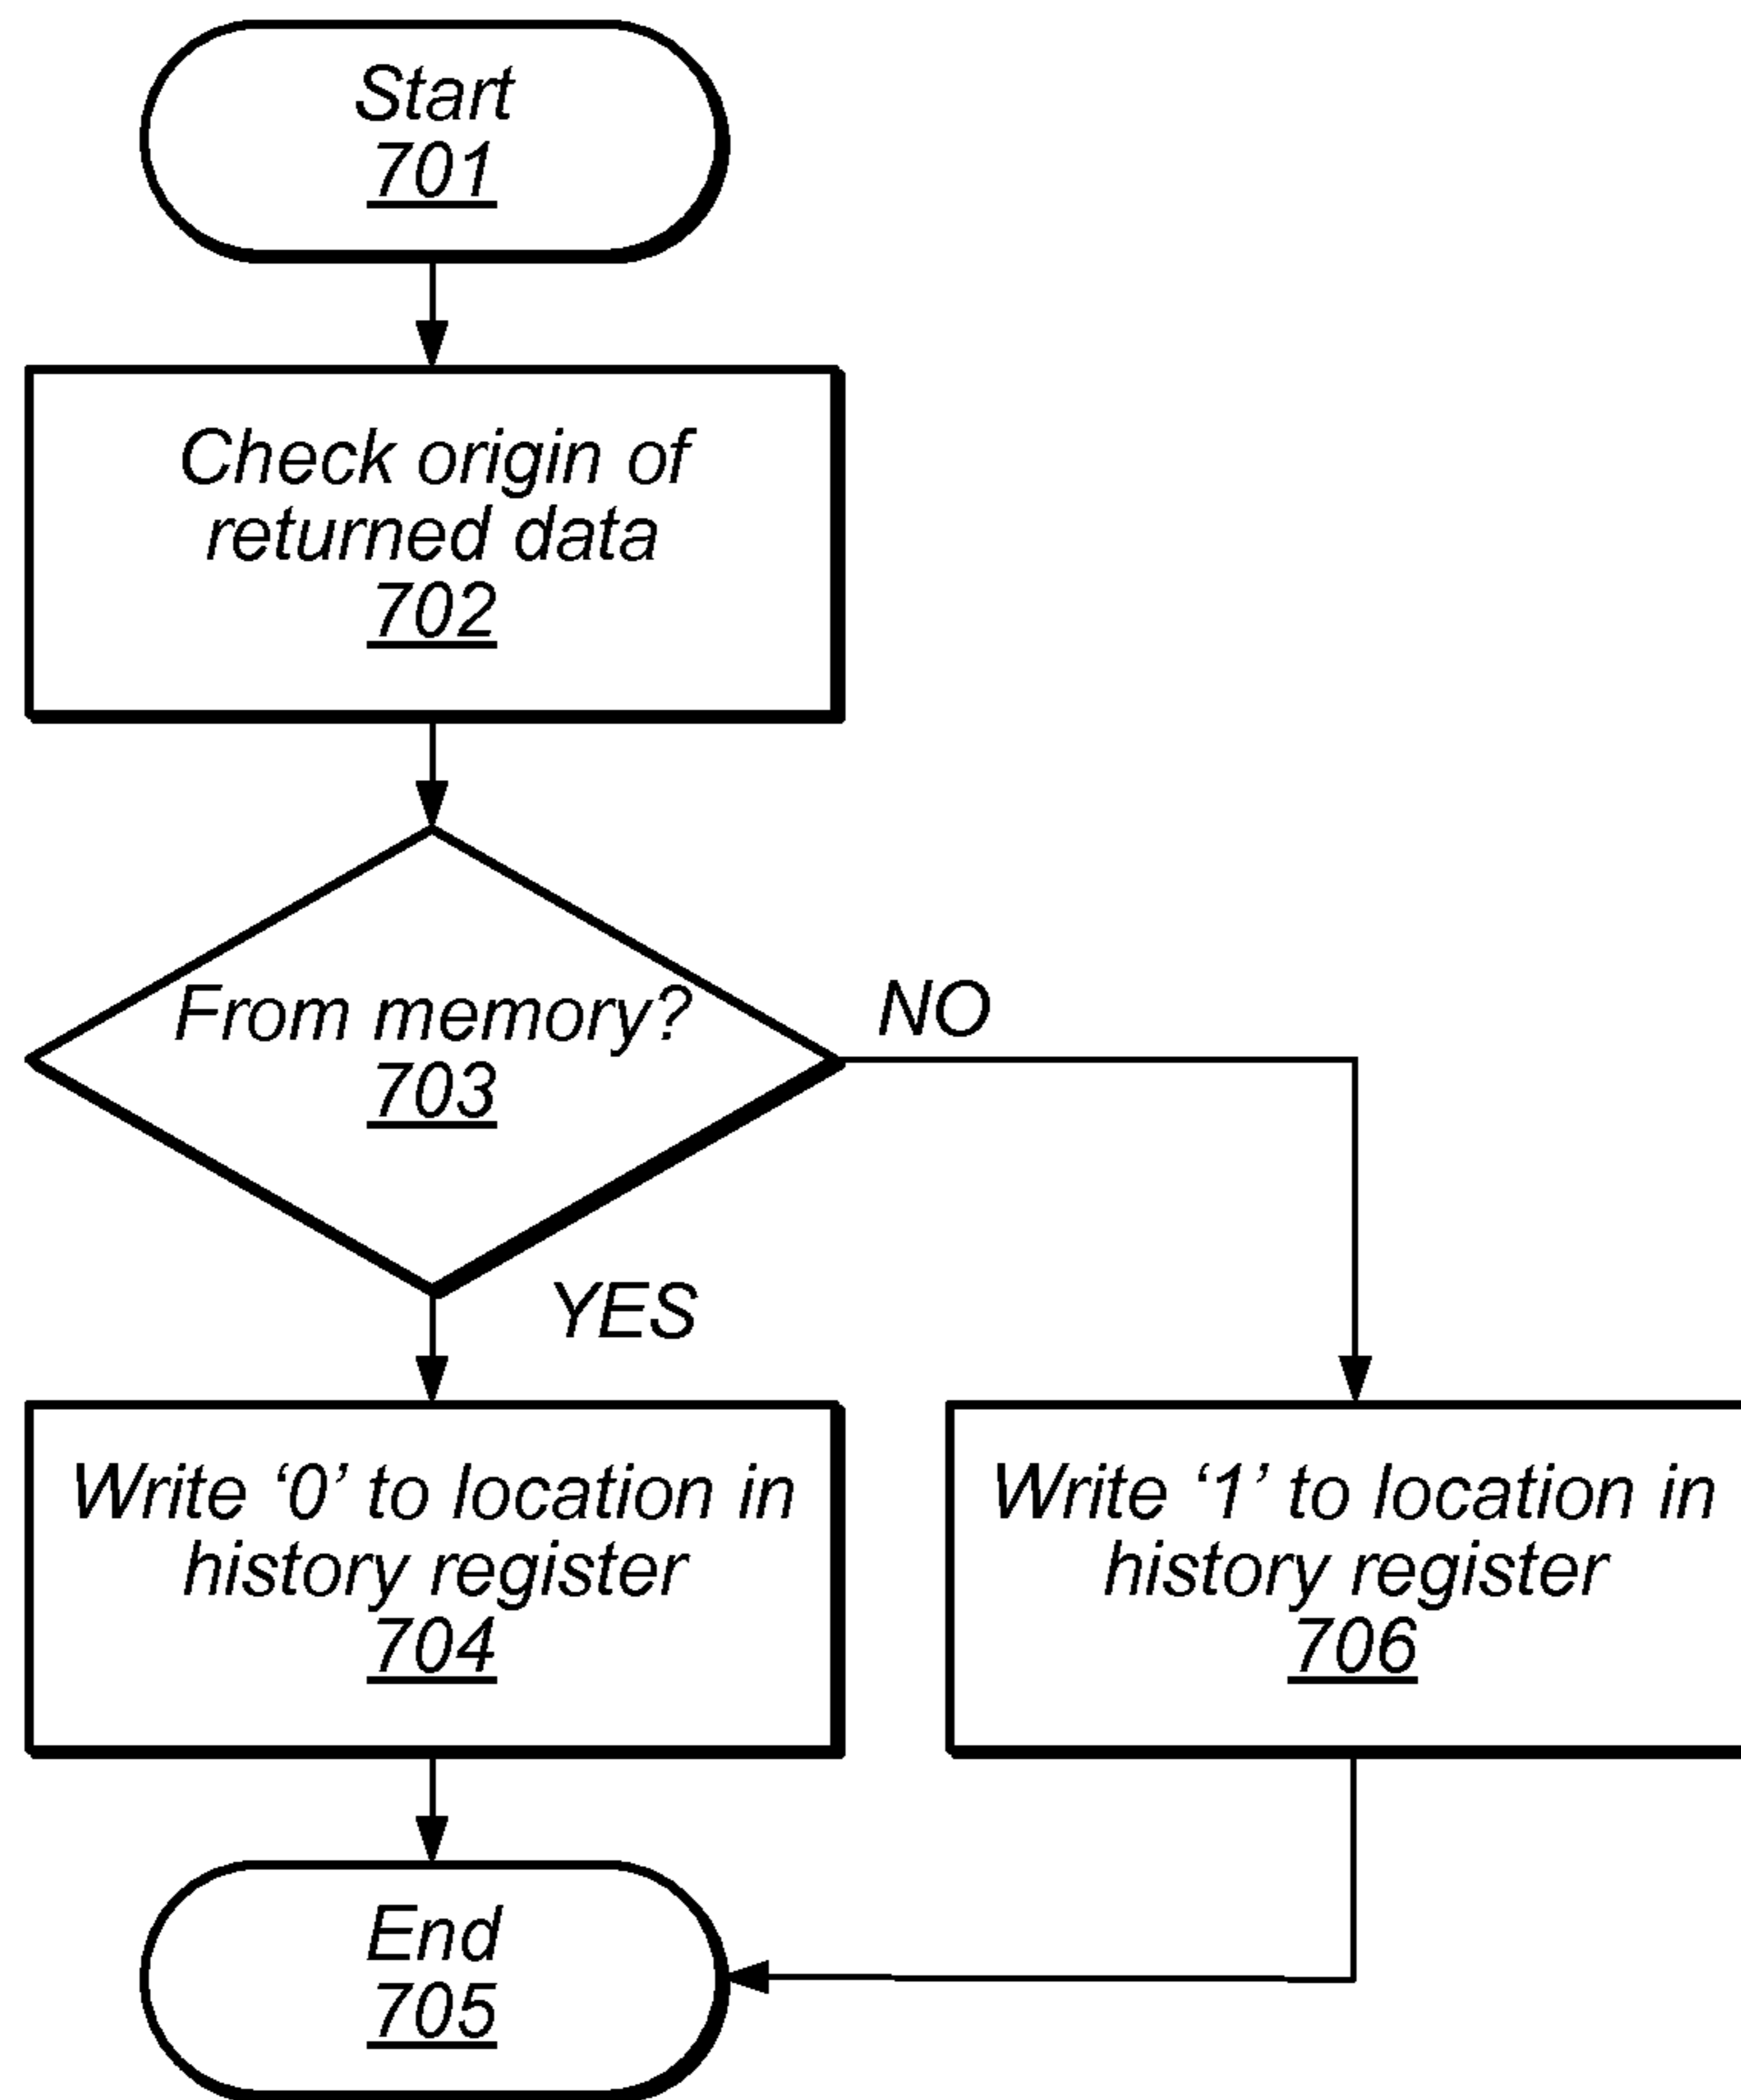 Start
701
Check origin of
returned data
702
From memory?
703
NO
YES
Write ‘0’ to location in
history register
704
Write ‘1’ to location in
history register
706
End
705